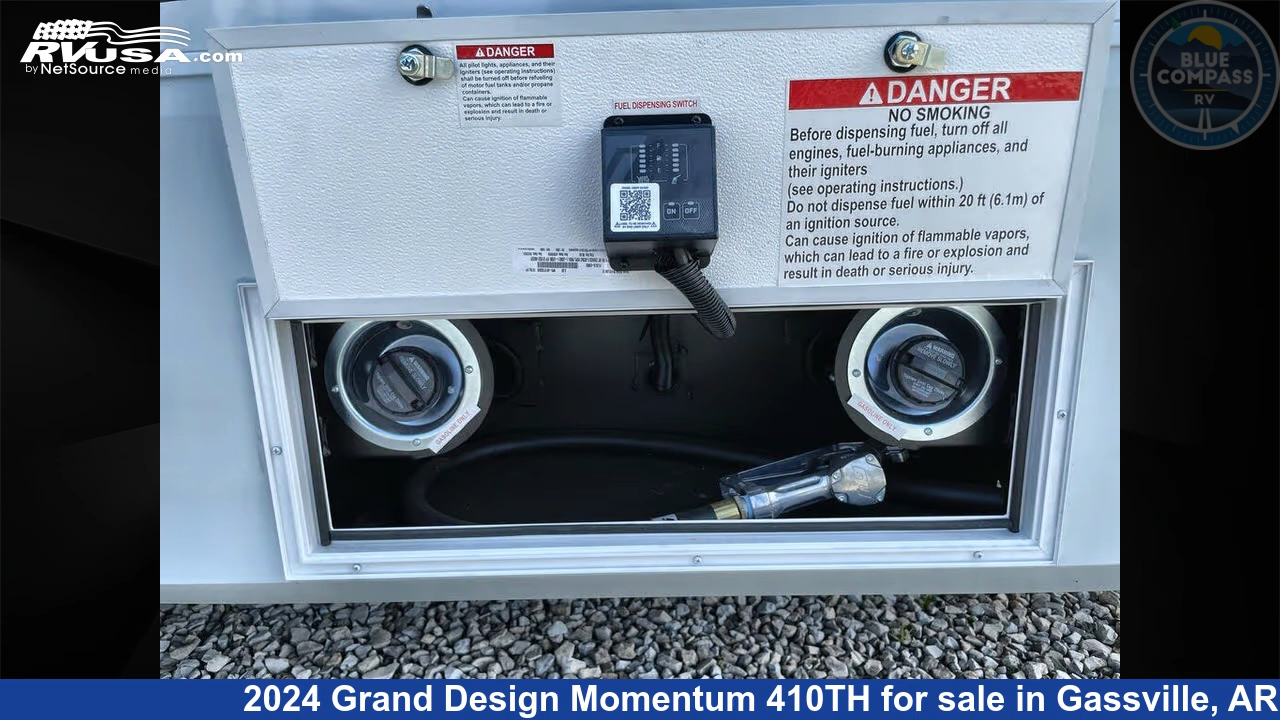 RVUSA.com
by NetSource media
BLUE
COMPASS
RV
DANGER
All pilot lights, appliances, and their
igniters (see operating instructions)
shall be turned off before refueling
of motor fuel tanks and/or propane
containers.
Can cause ignition of flammable
vapors, which can lead to a fire or
explosion and result in death or
serious injury.
FUEL DISPENSING SWITCH
ON OFF
DANGER
NO SMOKING
Before dispensing fuel, turn off all
engines, fuel-burning appliances, and
their igniters
(see operating instructions.)
Do not dispense fuel within 20 ft (6.1m) of
an ignition source.
Can cause ignition of flammable vapors,
which can lead to a fire or explosion and
result in death or serious injury.
GASOLINE ONLY
GASOLINE ONLY
2024 Grand Design Momentum 410TH for sale in Gassville, AR